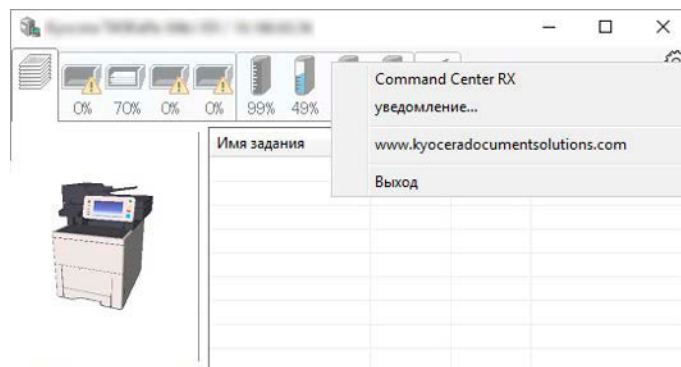 0% 70% 0% 0% 99% 49%
Имя задания
Command Center RX
уведомление...
www.kyoceradocumentsolutions.com
Выход